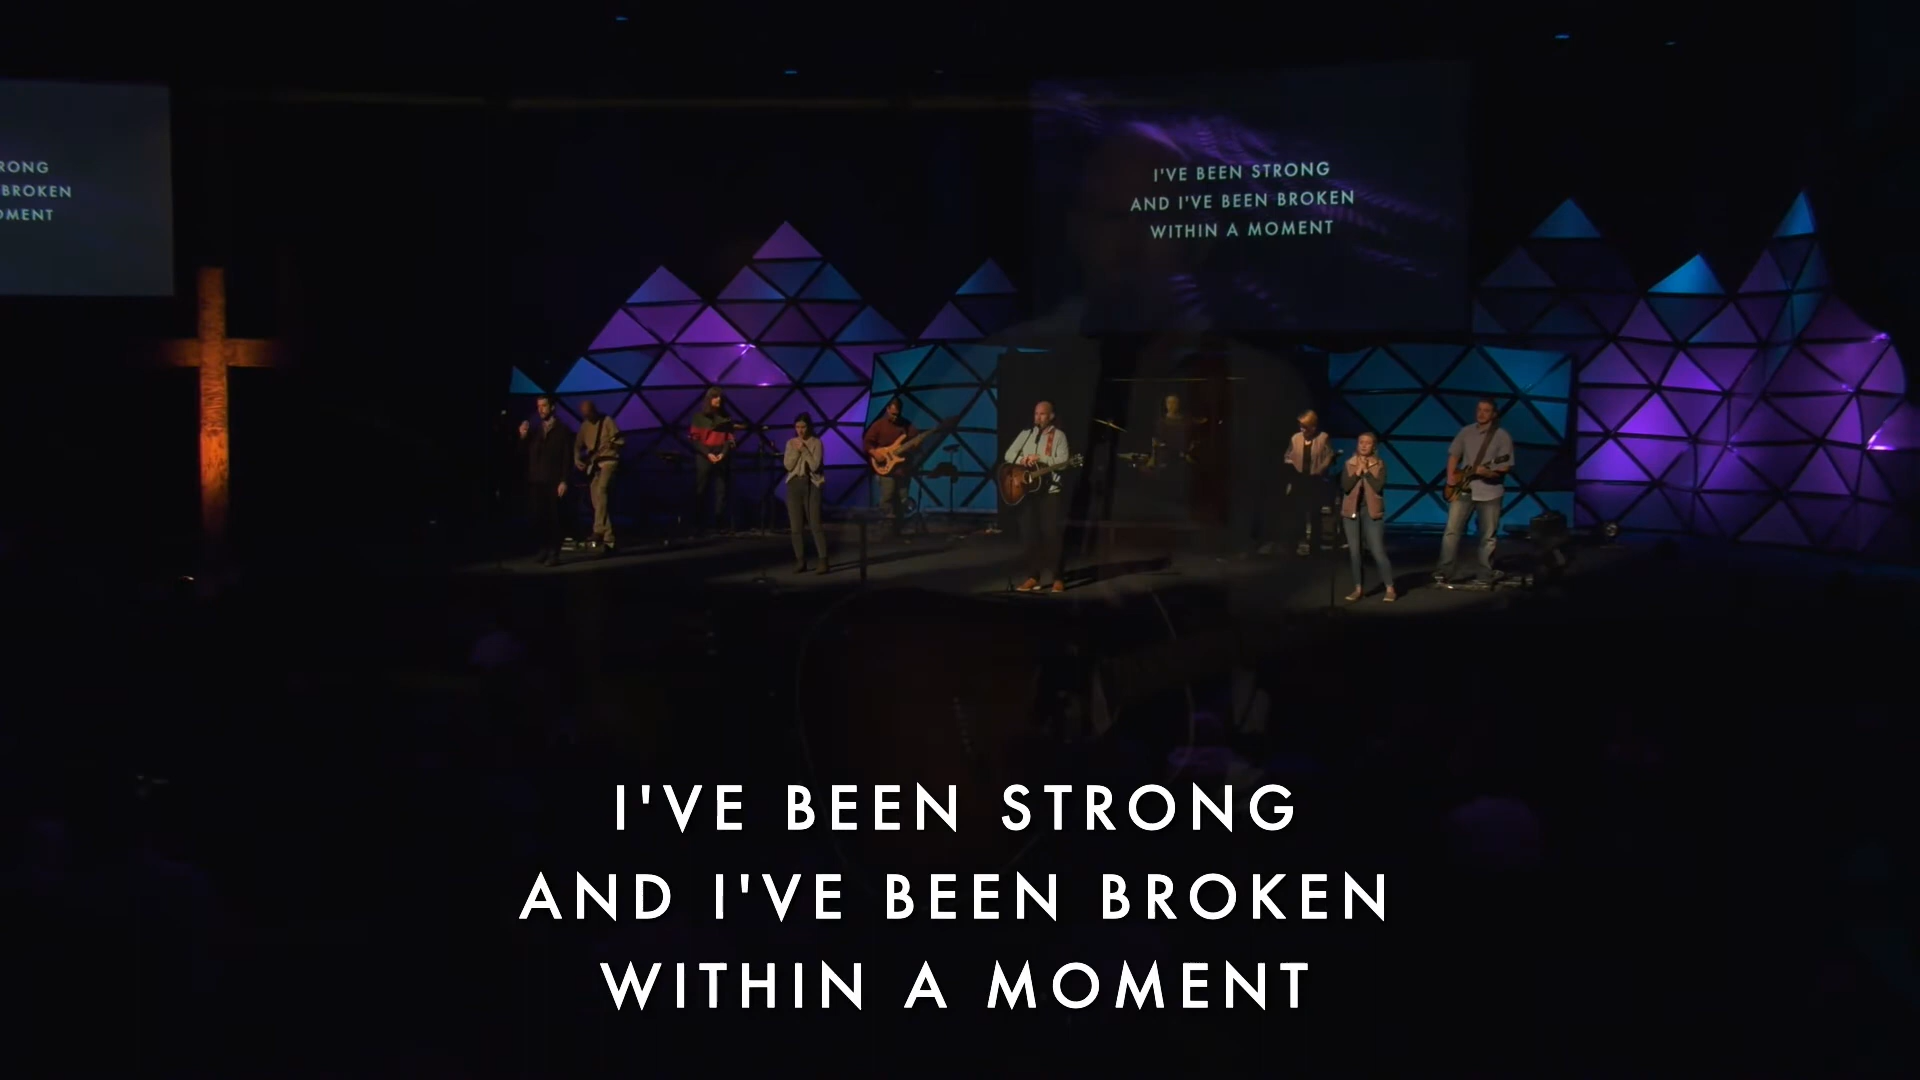 RONG
BROKEN
OMENT
I'VE BEEN STRONG
AND I'VE BEEN BROKEN
WITHIN A MOMENT
I'VE BEEN STRONG
AND I'VE BEEN BROKEN
WITHIN A MOMENT